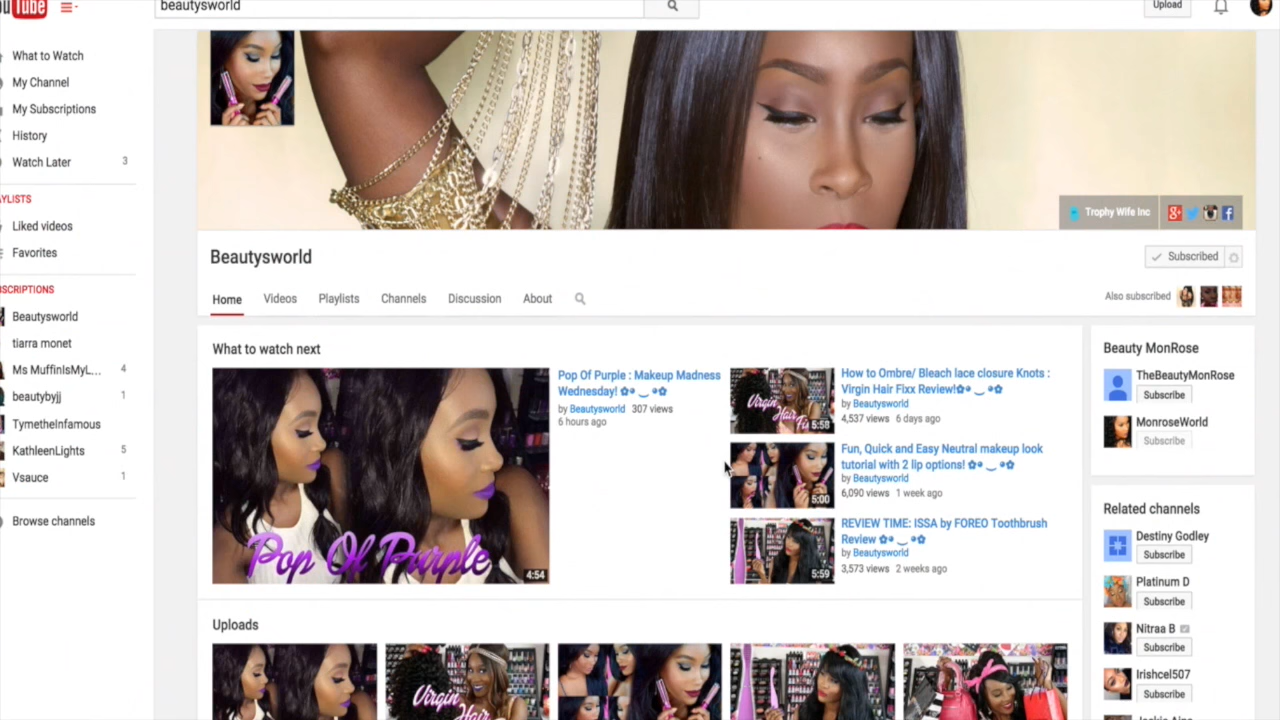 Tube
beautysworld
Upload
What to Watch
My Channel
My Subscriptions
History
Watch Later 3
Liked videos
Favorites
Beautysworld
tiarra monet
Ms MuffinIsMyL... 4
beautybyjj 1
TymetheInfamous
KathleenLights 5
Vsauce 1
Browse channels
Trophy Wife Inc
Beautysworld
Subscribed
Home Videos Playlists Channels Discussion About
Also subscribed
What to watch next
Pop Of Purple
4:54
Pop Of Purple : Makeup Madness
Wednesday! ✿◕ ‿ ◕✿
by Beautysworld 307 views
6 hours ago
Virgin
Hair
Fixx
5:58
How to Ombre/ Bleach lace closure Knots :
Virgin Hair Fixx Review!✿◕ ‿ ◕✿
by Beautysworld
4,537 views 6 days ago
5:00
Fun, Quick and Easy Neutral makeup look
tutorial with 2 lip options! ✿◕ ‿ ◕✿
by Beautysworld
6,090 views 1 week ago
5:59
REVIEW TIME: ISSA by FOREO Toothbrush
Review ✿◕ ‿ ◕✿
by Beautysworld
3,573 views 2 weeks ago
Beauty MonRose
TheBeautyMonRose
Subscribe
MonroseWorld
Subscribe
Related channels
Destiny Godley
Subscribe
Platinum D
Subscribe
Nitraa B
Subscribe
Irishcel507
Subscribe
Uploads
Virgin